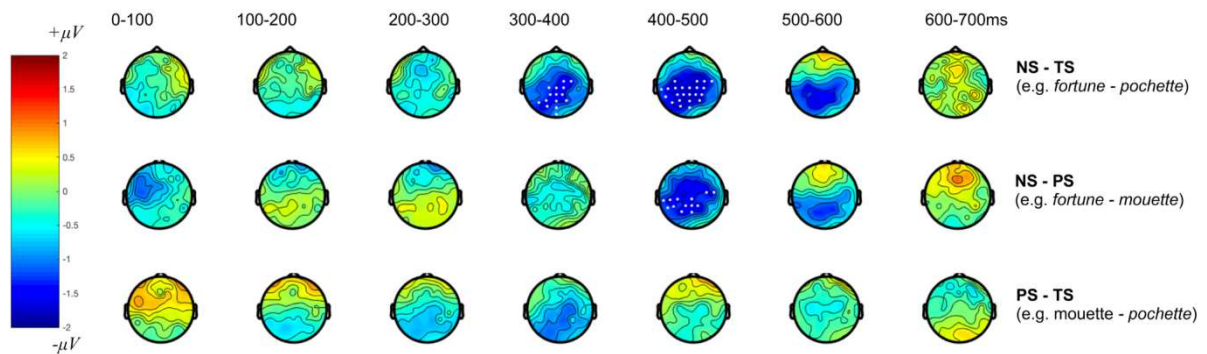 0-100 100-200 200-300 300-400 400-500 500-600 600-700ms
+μV
2
1.5
1
0.5
0
-0.5
-1
-1.5
-2
-μV
NS - TS
(e.g. fortune - pochette)
NS - PS
(e.g. fortune - mouette)
PS - TS
(e.g. mouette - pochette)